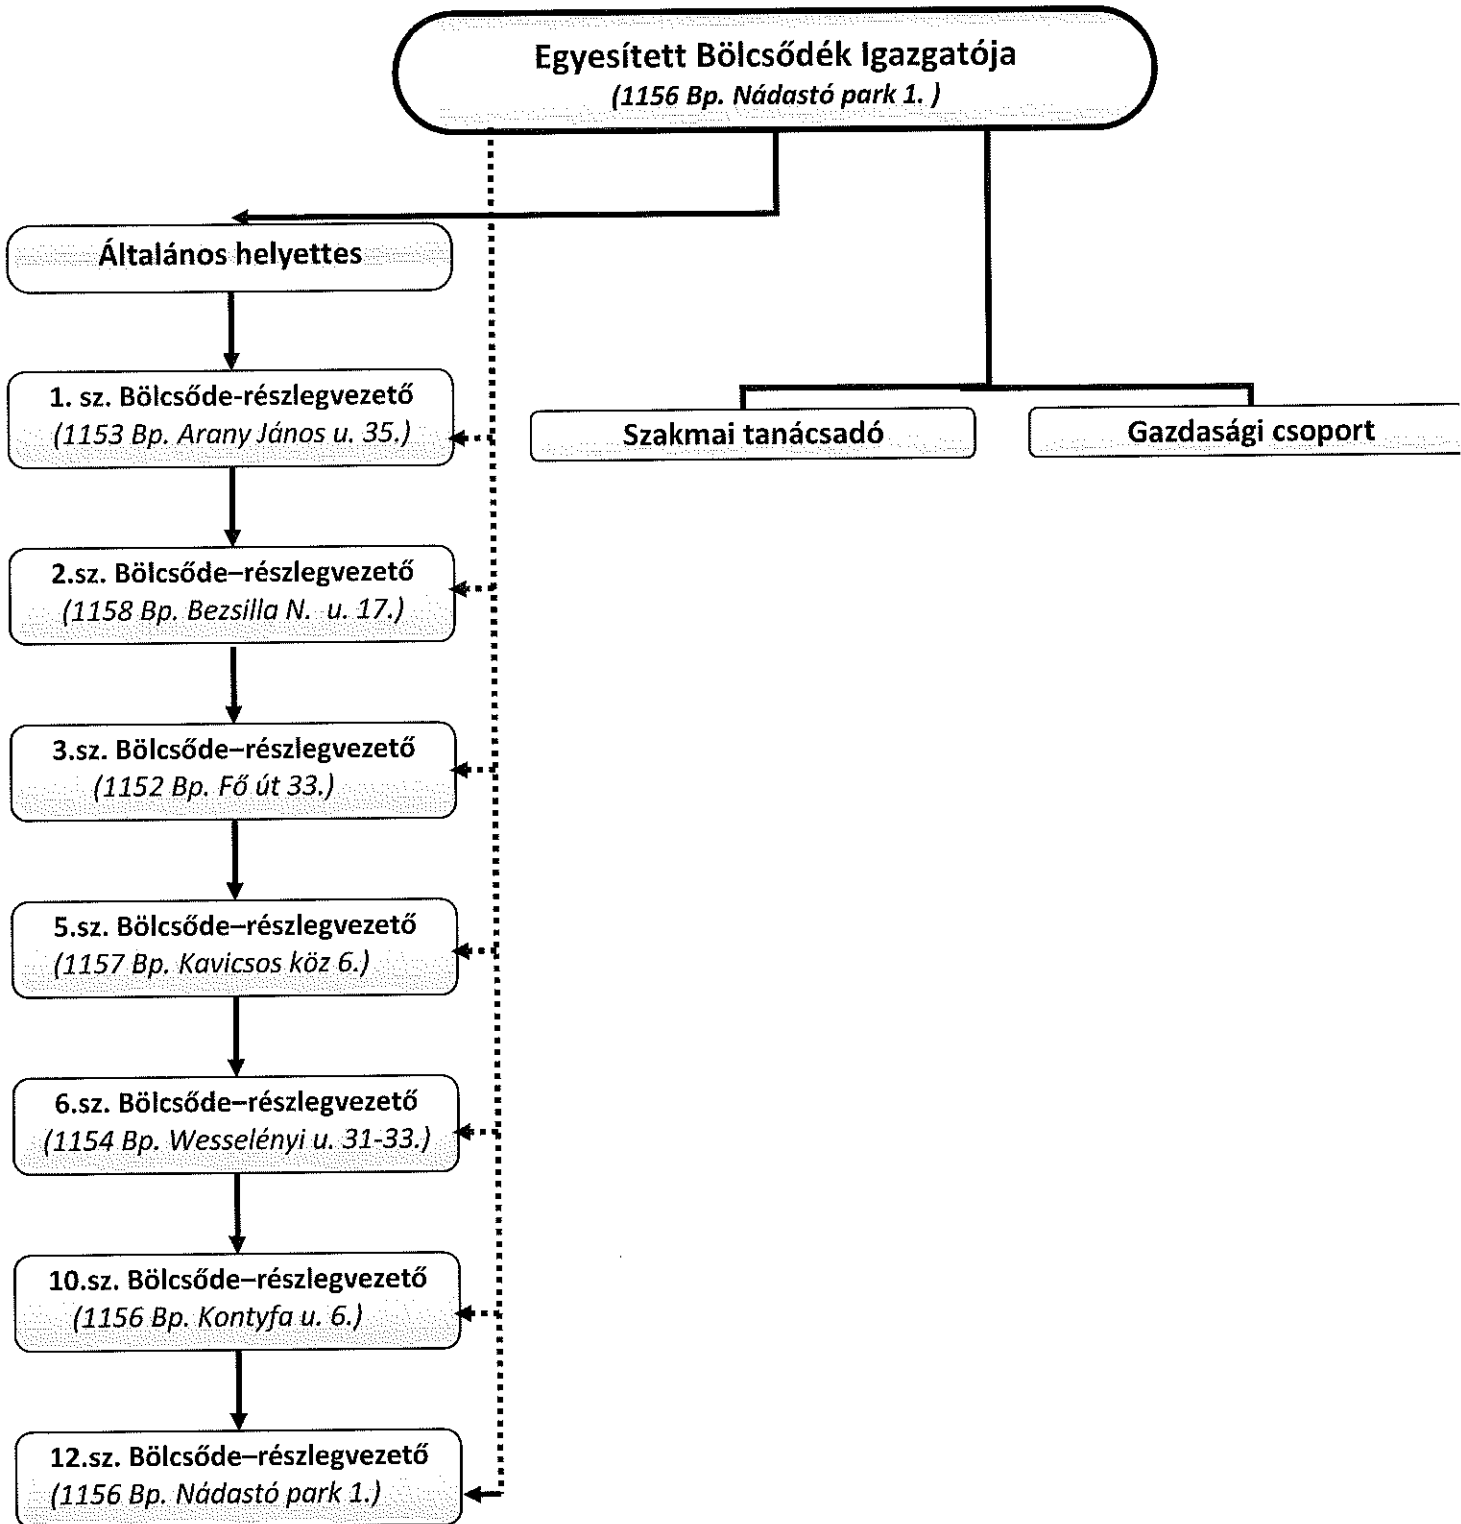 Egyesített Bölcsődék Igazgatója
(1156 Bp. Nádastó park 1. )
Általános helyettes
1. sz. Bölcsőde-részlegvezető
(1153 Bp. Arany János u. 35.)
Szakmai tanácsadó
Gazdasági csoport
2.sz. Bölcsőde–részlegvezető
(1158 Bp. Bezsilla N. u. 17.)
3.sz. Bölcsőde–részlegvezető
(1152 Bp. Fő út 33.)
5.sz. Bölcsőde–részlegvezető
(1157 Bp. Kavicsos köz 6.)
6.sz. Bölcsőde–részlegvezető
(1154 Bp. Wesselényi u. 31-33.)
10.sz. Bölcsőde–részlegvezető
(1156 Bp. Kontyfa u. 6.)
12.sz. Bölcsőde–részlegvezető
(1156 Bp. Nádastó park 1.)